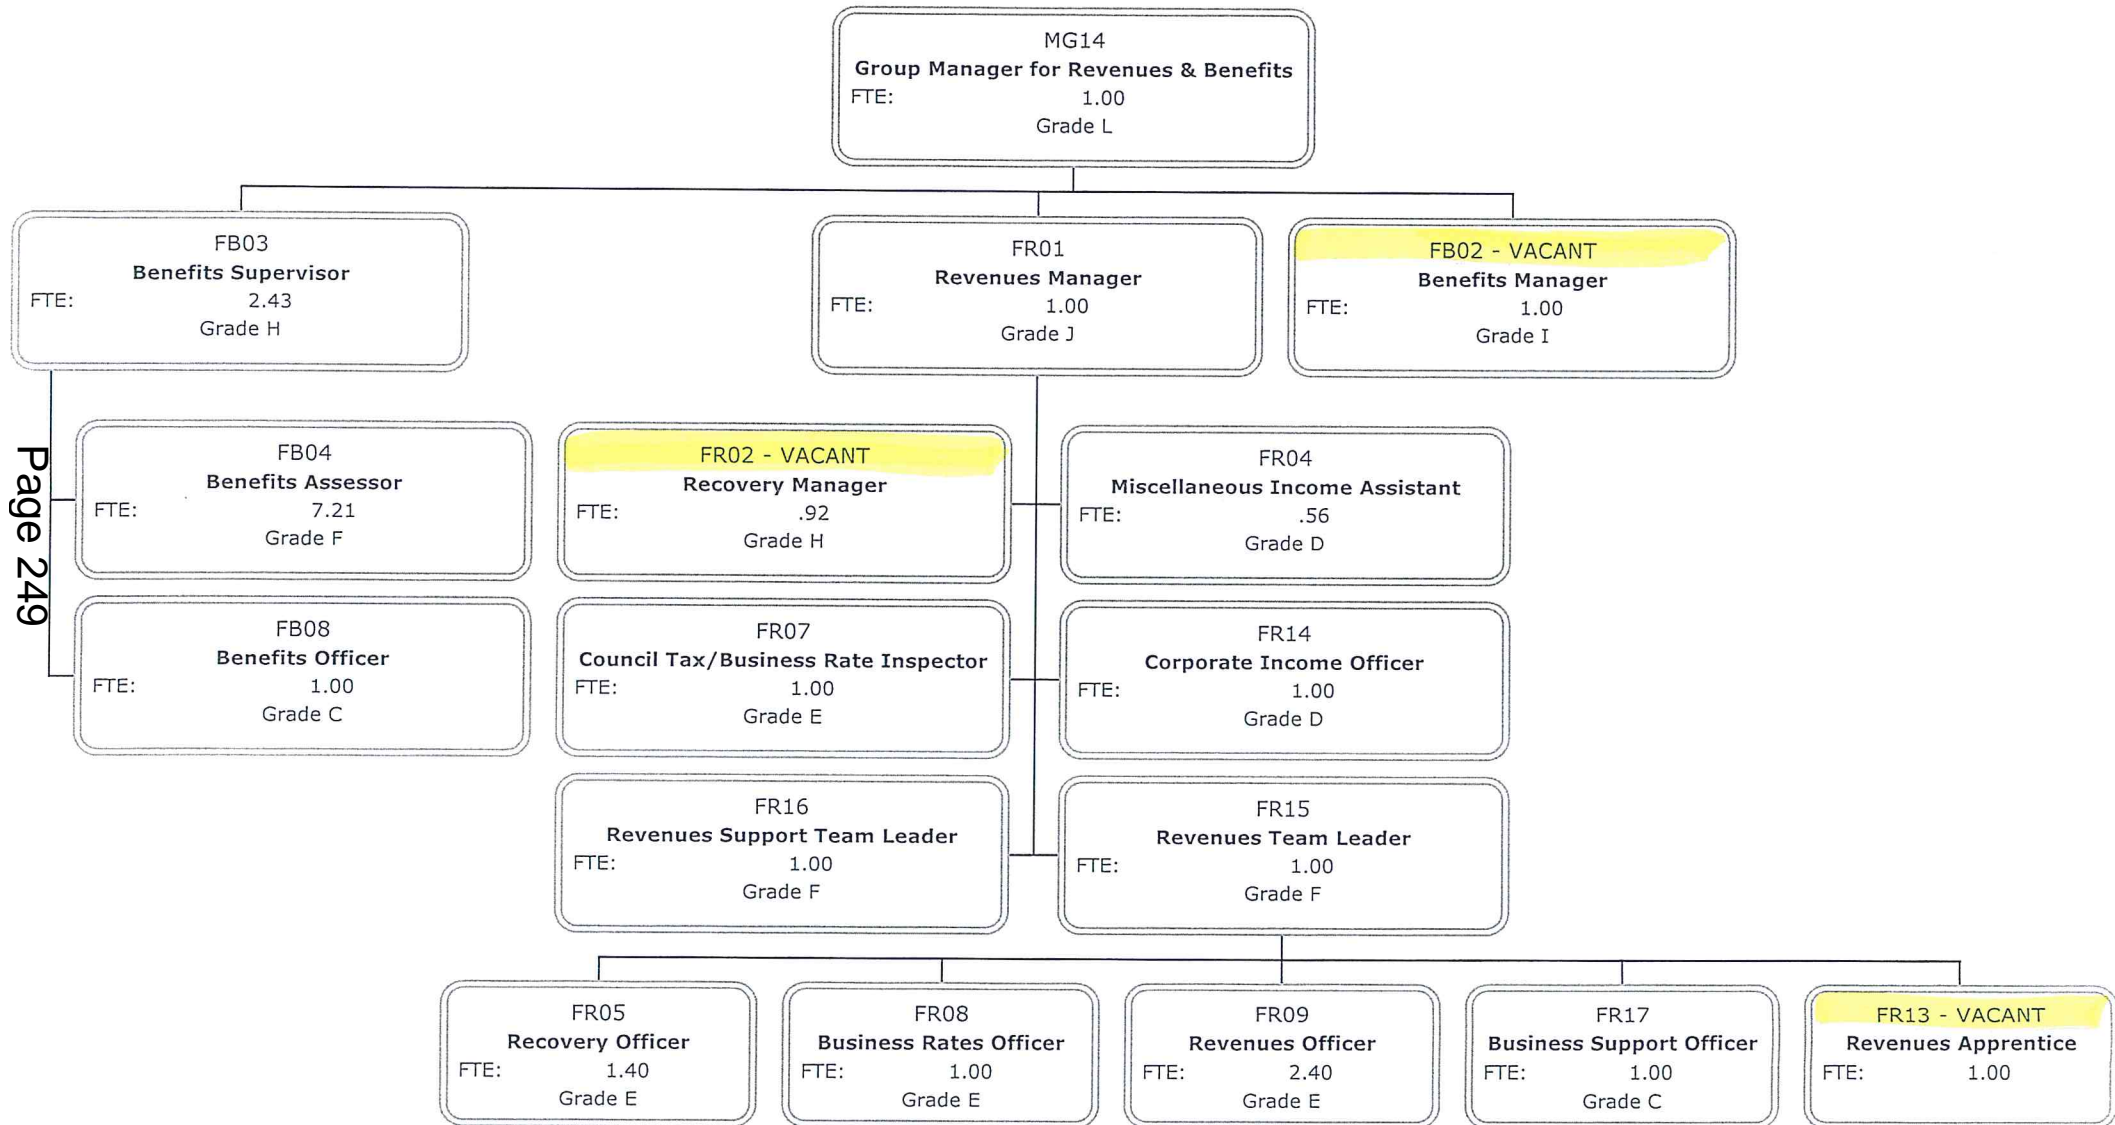 MG14
Group Manager for Revenues & Benefits
FTE: 1.00
Grade L
FB03
Benefits Supervisor
FTE: 2.43
Grade H
FR01
Revenues Manager
FTE: 1.00
Grade J
FB02 - VACANT
Benefits Manager
FTE: 1.00
Grade I
FB04
Benefits Assessor
FTE: 7.21
Grade F
FR02 - VACANT
Recovery Manager
FTE: .92
Grade H
FR04
Miscellaneous Income Assistant
FTE: .56
Grade D
FB08
Benefits Officer
FTE: 1.00
Grade C
FR07
Council Tax/Business Rate Inspector
FTE: 1.00
Grade E
FR14
Corporate Income Officer
FTE: 1.00
Grade D
FR16
Revenues Support Team Leader
FTE: 1.00
Grade F
FR15
Revenues Team Leader
FTE: 1.00
Grade F
FR05
Recovery Officer
FTE: 1.40
Grade E
FR08
Business Rates Officer
FTE: 1.00
Grade E
FR09
Revenues Officer
FTE: 2.40
Grade E
FR17
Business Support Officer
FTE: 1.00
Grade C
FR13 - VACANT
Revenues Apprentice
FTE: 1.00
Page 249